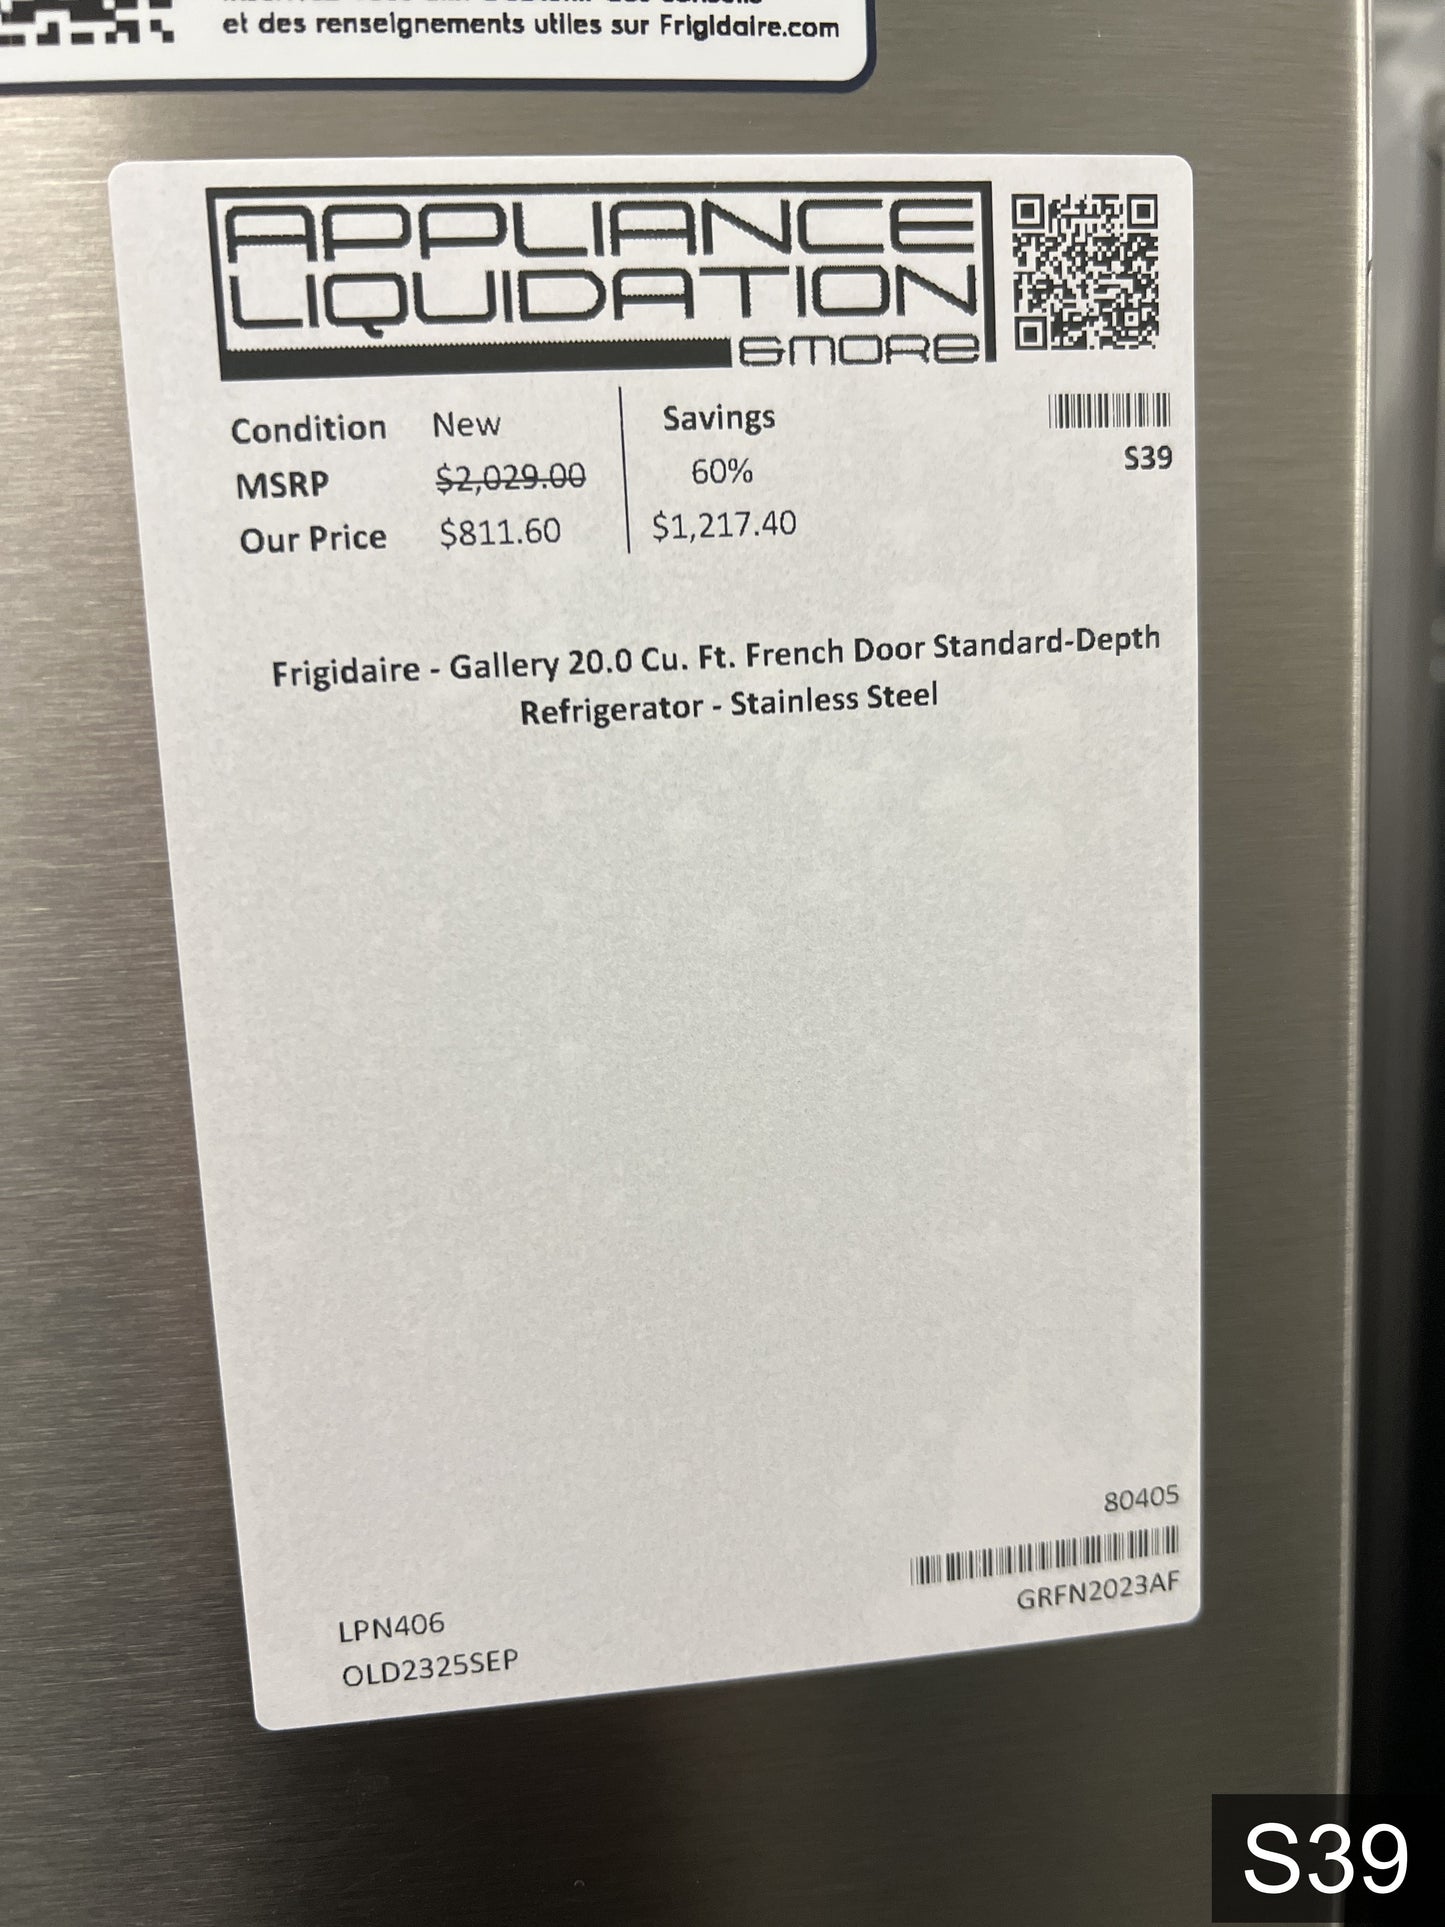 et des renseignements utiles sur Frigidaire.com
APPLIANCE
LIQUIDATION
&MORE
Condition New
MSRP $2,029.00
Our Price $811.60
Savings
60%
$1,217.40
S39
Frigidaire - Gallery 20.0 Cu. Ft. French Door Standard-Depth
Refrigerator - Stainless Steel
80405
GRFN2023AF
LPN406
OLD2325SEP
S39